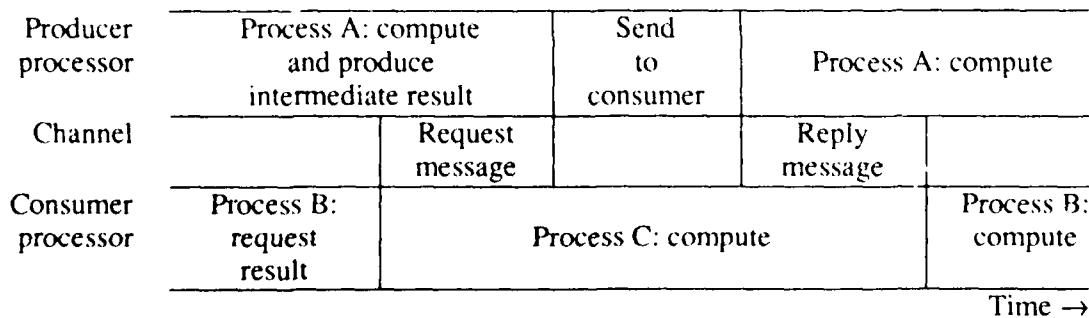 Producer processor
Process A: compute and produce intermediate result
Send to consumer
Process A: compute
Channel
Request message
Reply message
Consumer processor
Process B: request result
Process C: compute
Process B: compute
Time →